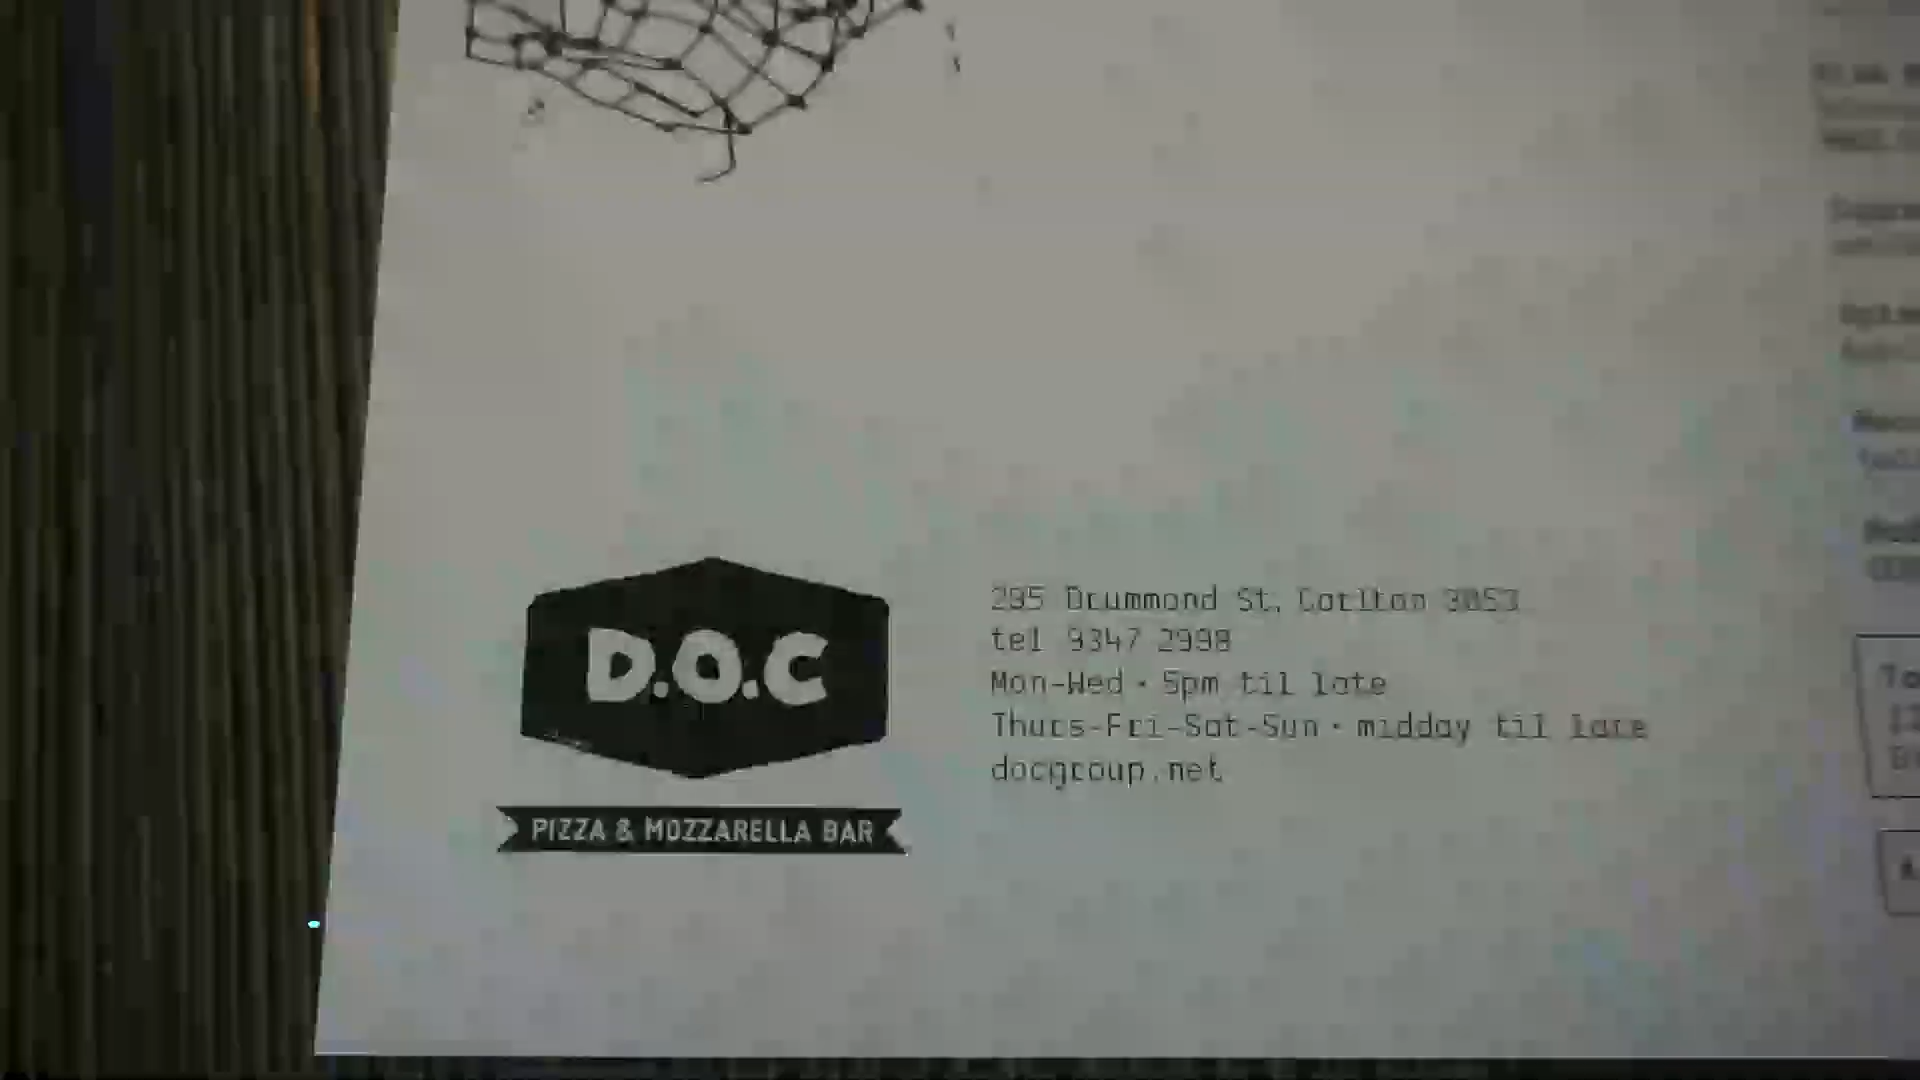 D.O.C
PIZZA & MOZZARELLA BAR
295 Drummond St, Carlton 3053
tel 9347 2998
Mon-Wed · 5pm til late
Thurs-Fri-Sat-Sun · midday til late
docgroup.net